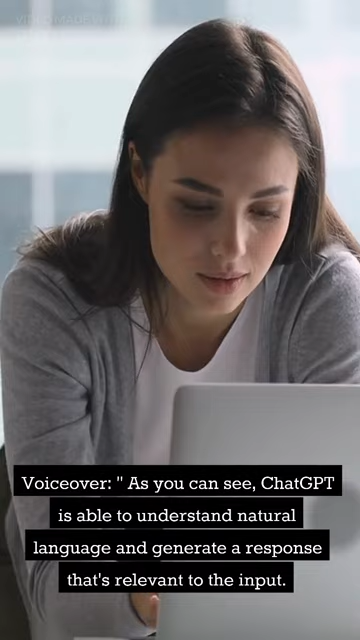 Voiceover: " As you can see, ChatGPT
is able to understand natural
language and generate a response
that's relevant to the input.